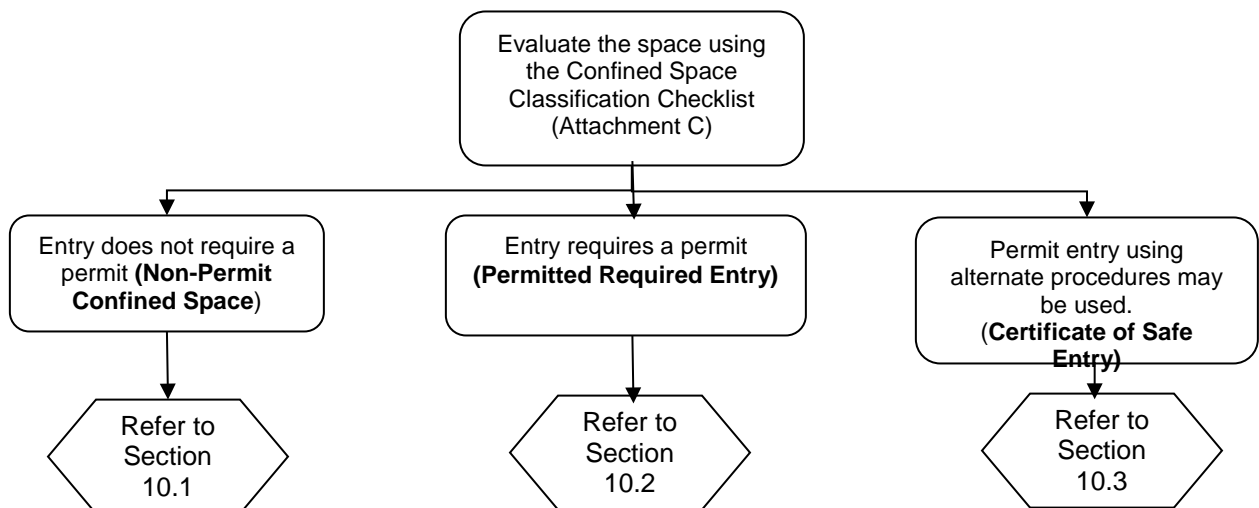 Evaluate the space using
the Confined Space
Classification Checklist
(Attachment C)
Entry does not require a
permit (Non-Permit
Confined Space)
Entry requires a permit
(Permitted Required Entry)
Permit entry using
alternate procedures may
be used.
(Certificate of Safe
Entry)
Refer to
Section
10.1
Refer to
Section
10.2
Refer to
Section
10.3